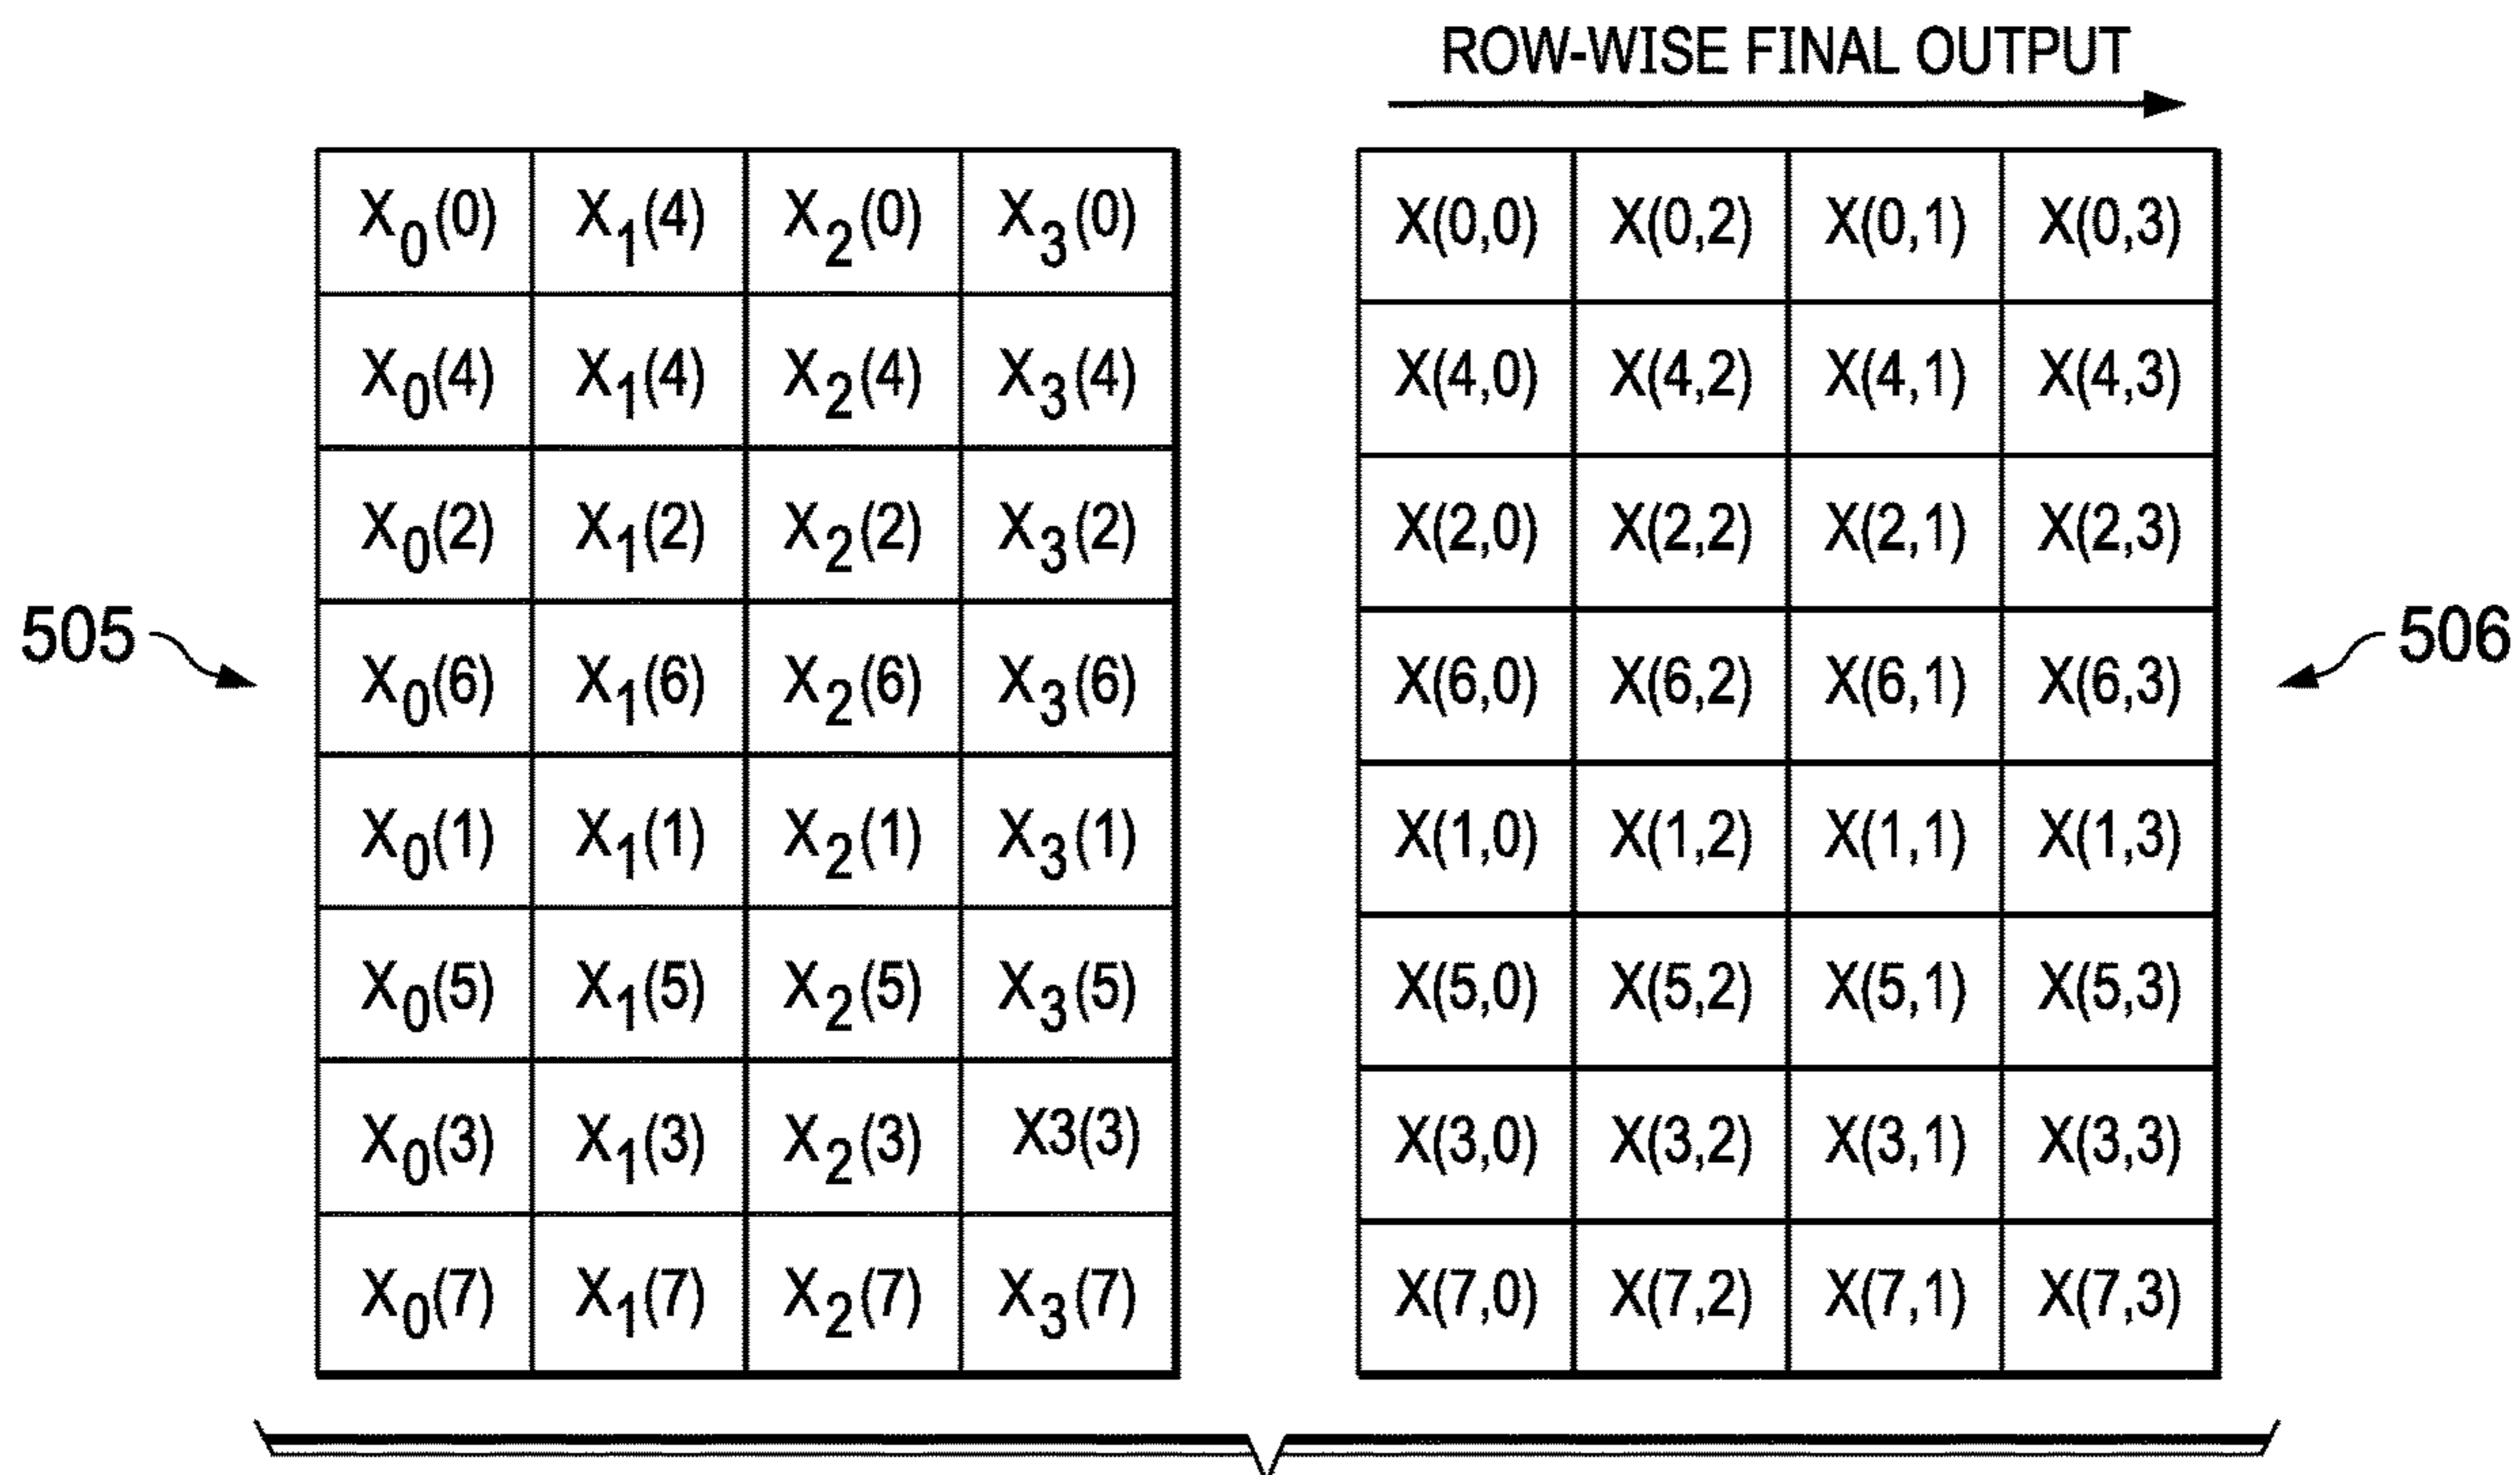 ROW-WISE FINAL OUTPUT
X0(0) X1(4) X2(0) X3(0)
X0(4) X1(4) X2(4) X3(4)
X0(2) X1(2) X2(2) X3(2)
X0(6) X1(6) X2(6) X3(6)
X0(1) X1(1) X2(1) X3(1)
X0(5) X1(5) X2(5) X3(5)
X0(3) X1(3) X2(3) X3(3)
X0(7) X1(7) X2(7) X3(7)
505
X(0,0) X(0,2) X(0,1) X(0,3)
X(4,0) X(4,2) X(4,1) X(4,3)
X(2,0) X(2,2) X(2,1) X(2,3)
X(6,0) X(6,2) X(6,1) X(6,3)
X(1,0) X(1,2) X(1,1) X(1,3)
X(5,0) X(5,2) X(5,1) X(5,3)
X(3,0) X(3,2) X(3,1) X(3,3)
X(7,0) X(7,2) X(7,1) X(7,3)
506